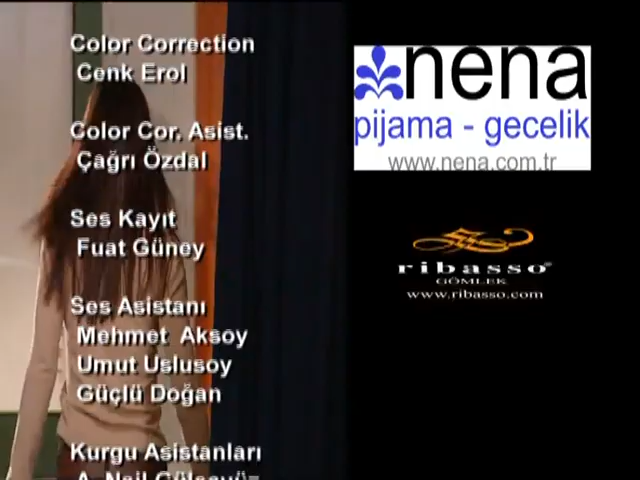 Color Correction
Cenk Erol
Color Cor. Asist.
Çağrı Özdal
Ses Kayıt
Fuat Güney
Ses Asistanı
Mehmet Aksoy
Umut Uslusoy
Güçlü Doğan
Kurgu Asistanları
A. Nail
nena
pijama - gecelik
www.nena.com.tr
ribasso®
GÖMLEK
www.ribasso.com